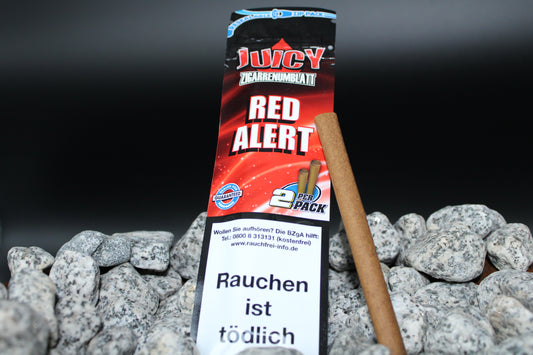 JUICY
ZIGARRENUMBLATT
RED
ALERT
2 PER
PACK
Wollen Sie aufhören? Die BZgA hilft:
Tel.: 0800 8 313131 (kostenfrei)
www.rauchfrei-info.de
Rauchen
ist
tödlich